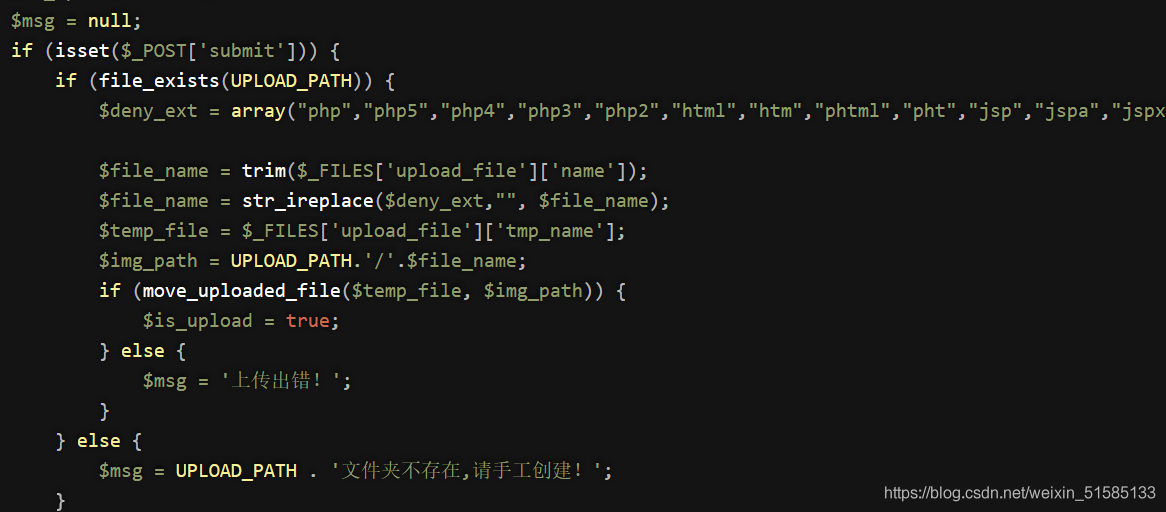 $msg = null;
if (isset($_POST['submit'])) {
    if (file_exists(UPLOAD_PATH)) {
        $deny_ext = array("php","php5","php4","php3","php2","html","htm","phtml","pht","jsp","jspa","jspx
        $file_name = trim($_FILES['upload_file']['name']);
        $file_name = str_ireplace($deny_ext,"", $file_name);
        $temp_file = $_FILES['upload_file']['tmp_name'];
        $img_path = UPLOAD_PATH.'/'.$file_name;
        if (move_uploaded_file($temp_file, $img_path)) {
            $is_upload = true;
        } else {
            $msg = '上传出错！';
        }
    } else {
        $msg = UPLOAD_PATH . '文件夹不存在,请手工创建！';
    }
https://blog.csdn.net/weixin_51585133